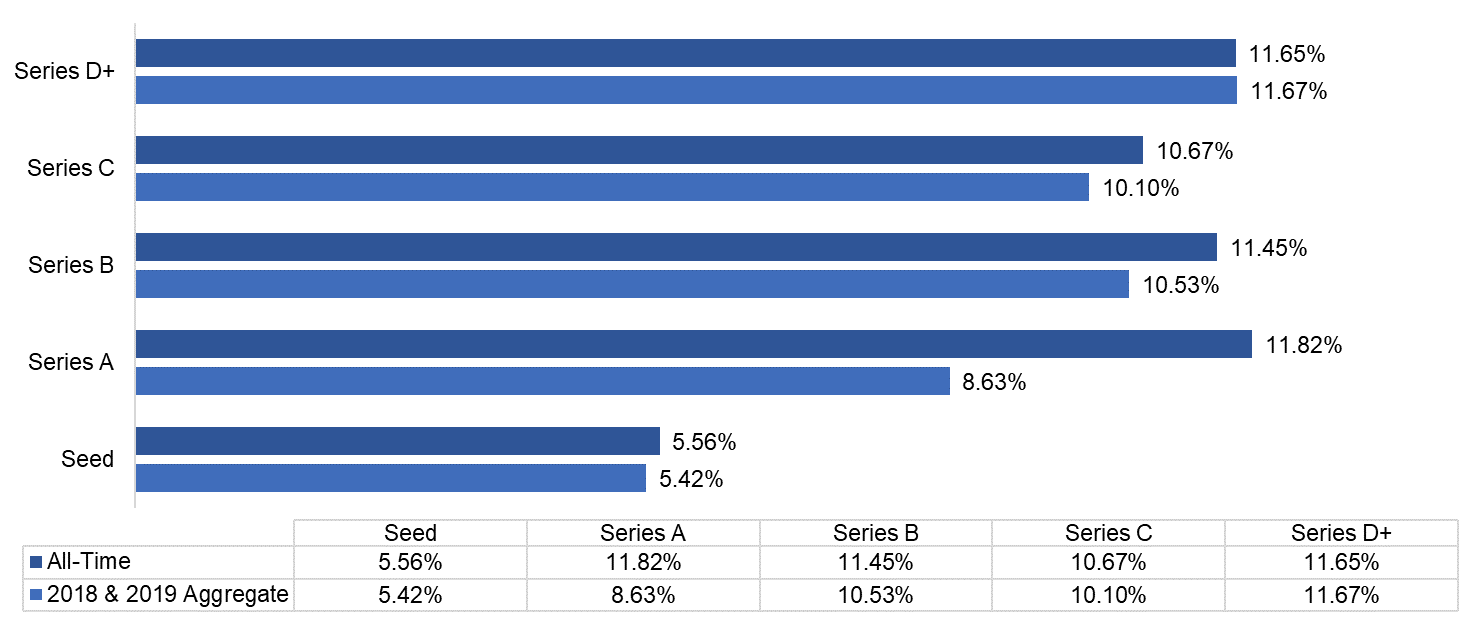 Series D+
11.65%
11.67%
Series C
10.67%
10.10%
Series B
11.45%
10.53%
Series A
11.82%
8.63%
Seed
5.56%
5.42%
Seed Series A Series B Series C Series D+
All-Time 5.56% 11.82% 11.45% 10.67% 11.65%
2018 & 2019 Aggregate 5.42% 8.63% 10.53% 10.10% 11.67%